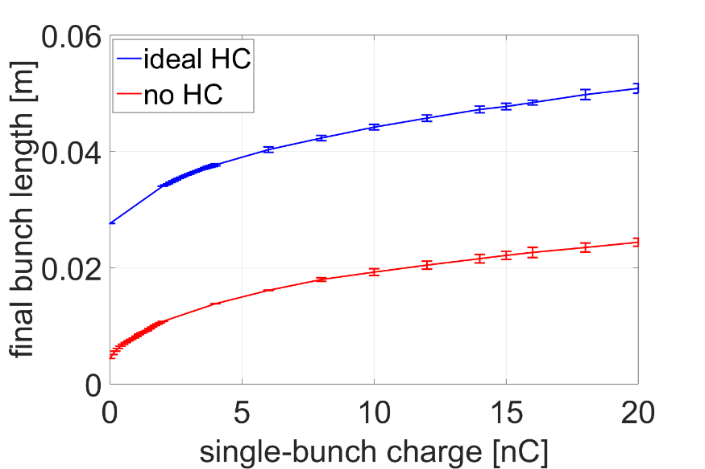 0.06
ideal HC
no HC
0.04
0.02
0
final bunch length [m]
0 5 10 15 20
single-bunch charge [nC]